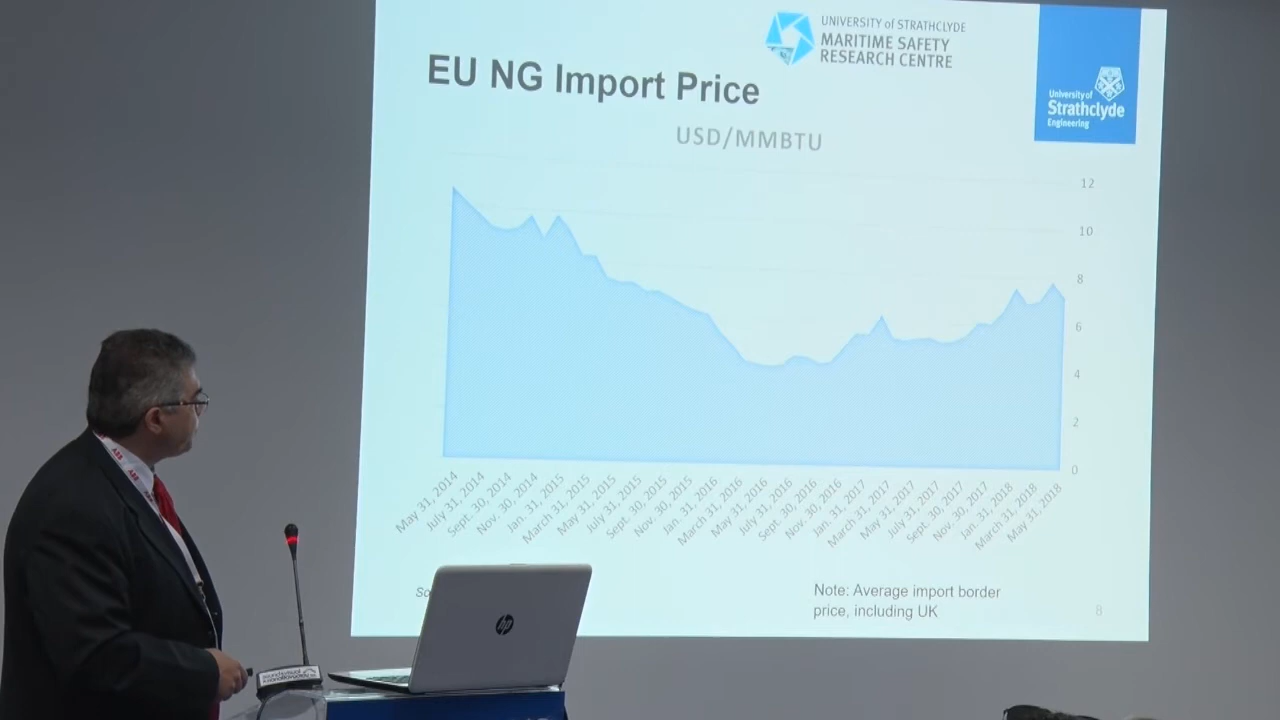 UNIVERSITY of STRATHCLYDE
MARITIME SAFETY
RESEARCH CENTRE
University of
Strathclyde
Engineering
EU NG Import Price
USD/MMBTU
12
10
8
6
4
2
0
May 31, 2014
July 31, 2014
Sept. 30, 2014
Nov. 30, 2014
Jan. 31, 2015
March 31, 2015
May 31, 2015
July 31, 2015
Sept. 30, 2015
Nov. 30, 2015
Jan. 31, 2016
March 31, 2016
May 31, 2016
July 31, 2016
Sept. 30, 2016
Nov. 30, 2016
Jan. 31, 2017
March 31, 2017
May 31, 2017
July 31, 2017
Sept. 30, 2017
Nov. 30, 2017
Jan. 31, 2018
March 31, 2018
May 31, 2018
So
Note: Average import border
price, including UK
8
hp